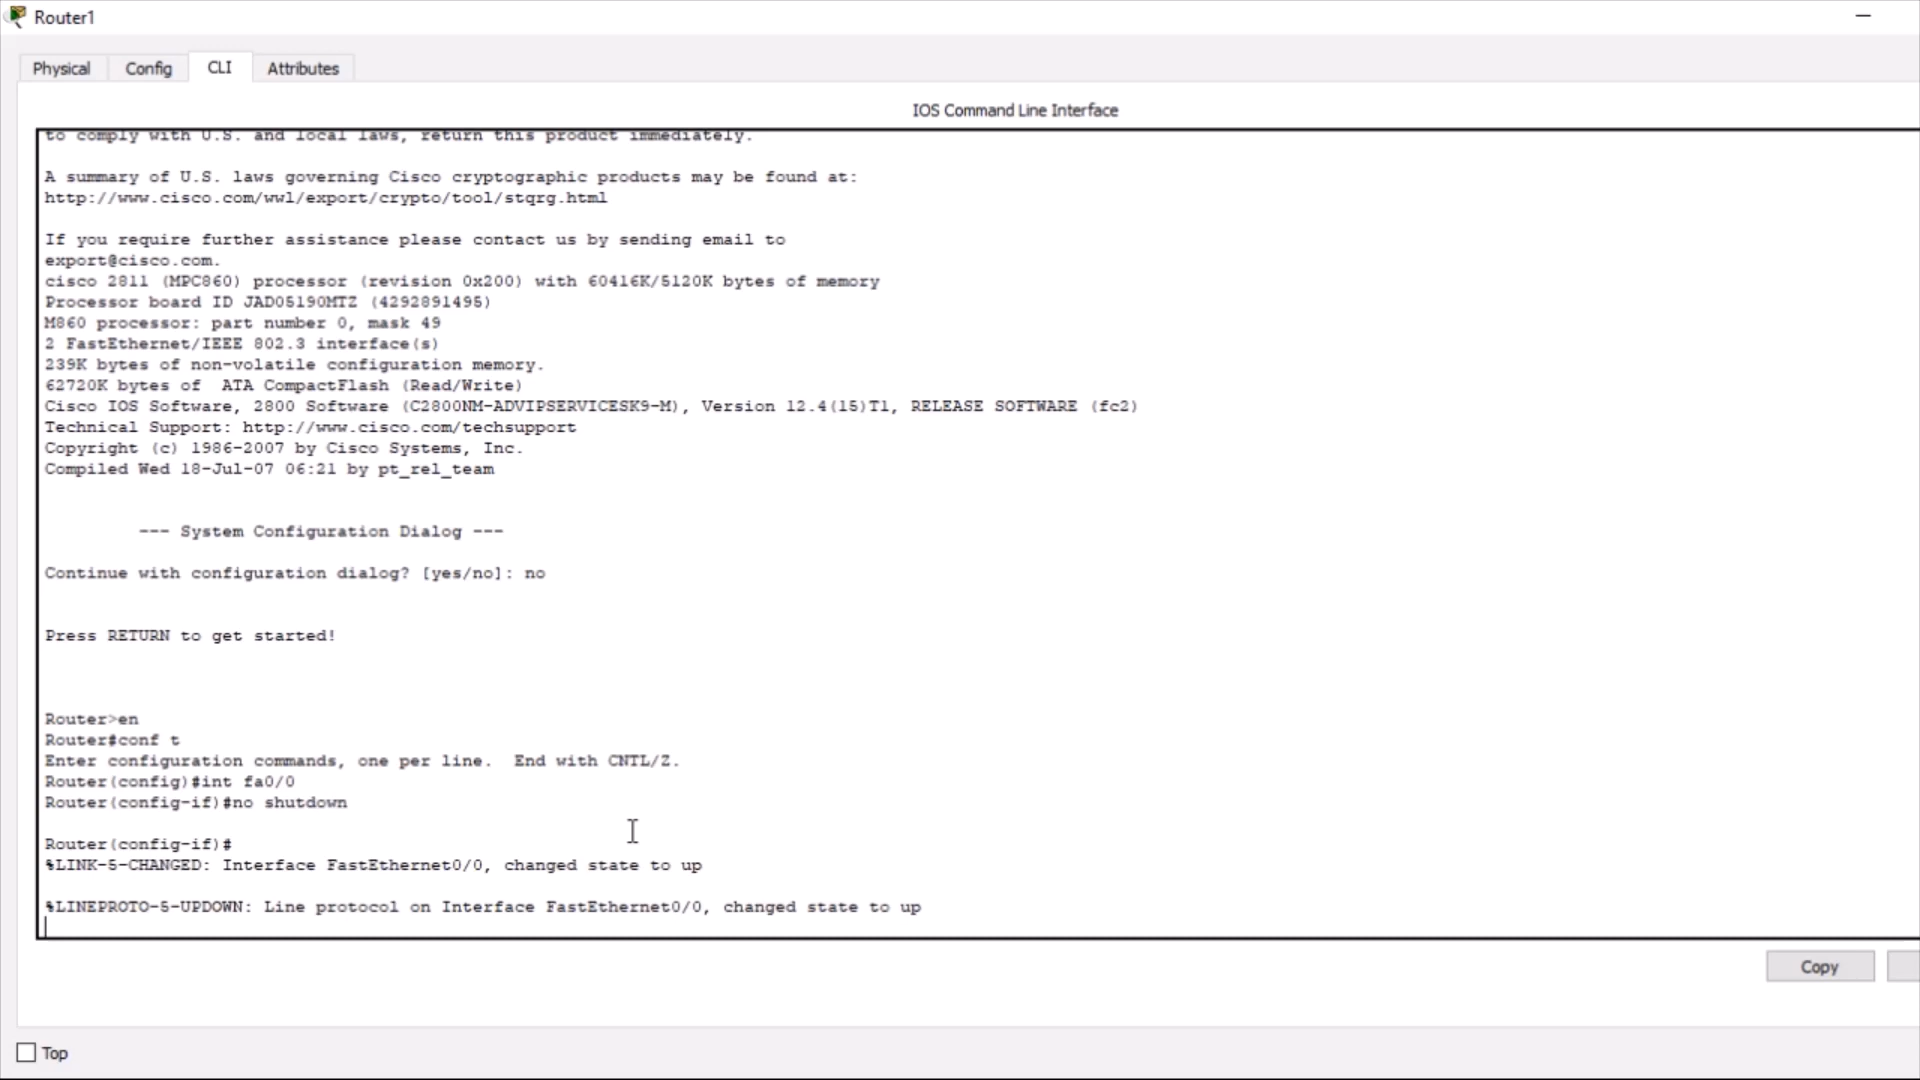 Router1
Physical
Config
CLI
Attributes
IOS Command Line Interface
to comply with U.S. and local laws, return this product immediately.
A summary of U.S. laws governing Cisco cryptographic products may be found at:
http://www.cisco.com/wwl/export/crypto/tool/stqrg.html
If you require further assistance please contact us by sending email to
export@cisco.com.
cisco 2811 (MPC860) processor (revision 0x200) with 60416K/5120K bytes of memory
Processor board ID JAD05190MTZ (4292891495)
M860 processor: part number 0, mask 49
2 FastEthernet/IEEE 802.3 interface(s)
239K bytes of non-volatile configuration memory.
62720K bytes of  ATA CompactFlash (Read/Write)
Cisco IOS Software, 2800 Software (C2800NM-ADVIPSERVICESK9-M), Version 12.4(15)T1, RELEASE SOFTWARE (fc2)
Technical Support: http://www.cisco.com/techsupport
Copyright (c) 1986-2007 by Cisco Systems, Inc.
Compiled Wed 18-Jul-07 06:21 by pt_rel_team
--- System Configuration Dialog ---
Continue with configuration dialog? [yes/no]: no
Press RETURN to get started!
Router>en
Router#conf t
Enter configuration commands, one per line.  End with CNTL/Z.
Router(config)#int fa0/0
Router(config-if)#no shutdown
Router(config-if)#
%LINK-5-CHANGED: Interface FastEthernet0/0, changed state to up
%LINEPROTO-5-UPDOWN: Line protocol on Interface FastEthernet0/0, changed state to up
Copy
Top